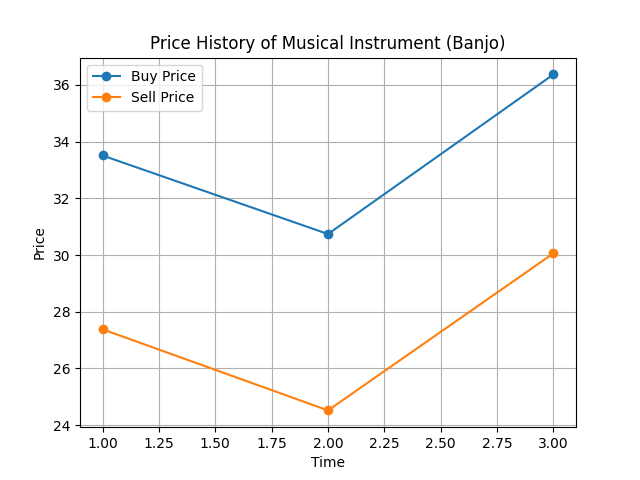 Price History of Musical Instrument (Banjo)
Buy Price
Sell Price
36
34
32
30
28
26
24
Price
1.00 1.25 1.50 1.75 2.00 2.25 2.50 2.75 3.00
Time